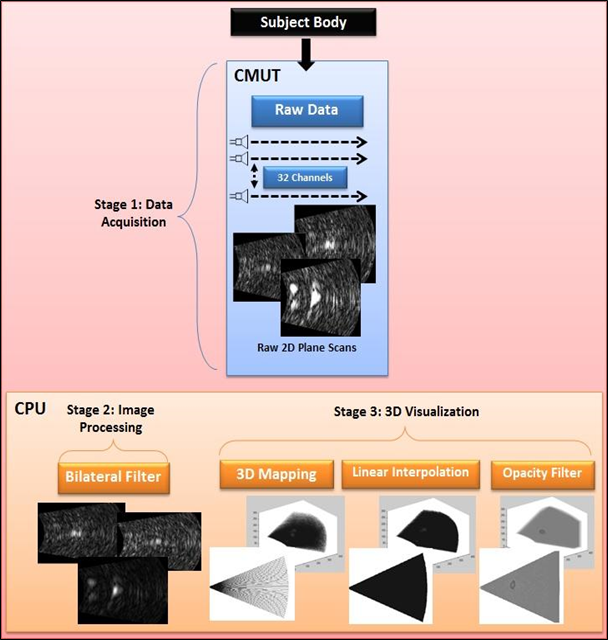 Subject Body
CMUT
Raw Data
32 Channels
Stage 1: Data
Acquisition
Raw 2D Plane Scans
CPU
Stage 2: Image
Processing
Stage 3: 3D Visualization
Bilateral Filter
3D Mapping
Linear Interpolation
Opacity Filter